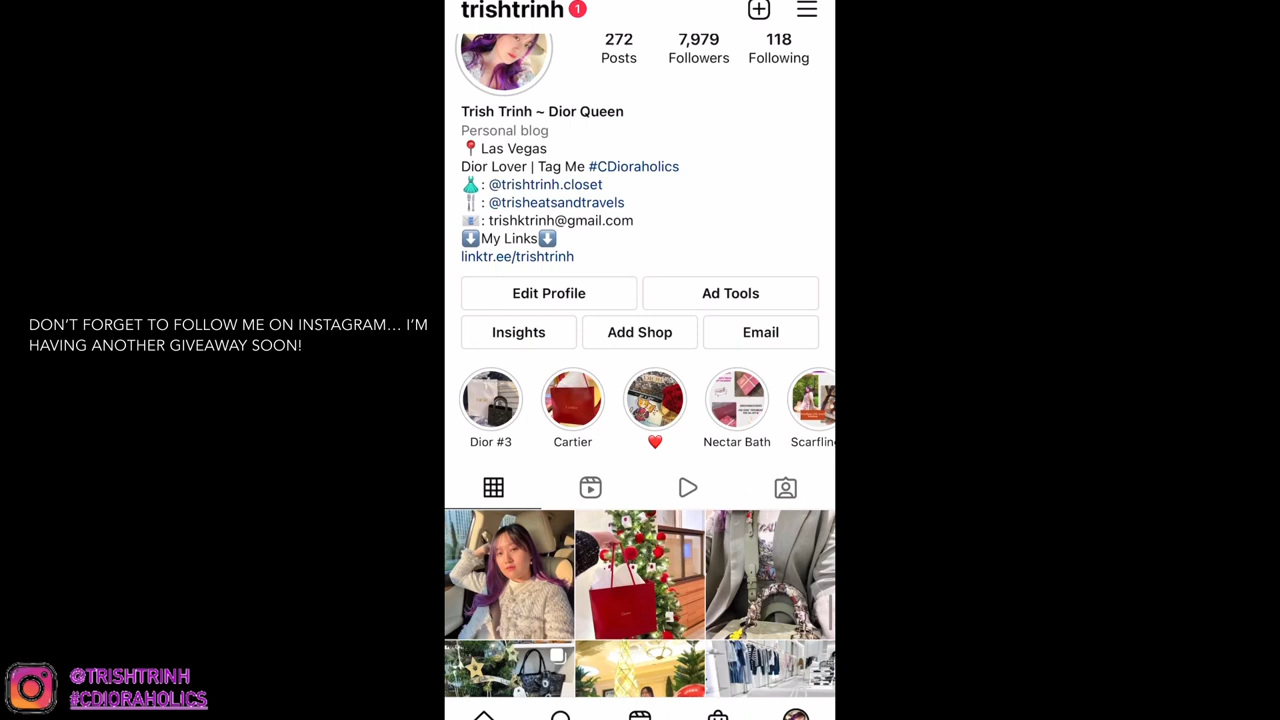 trishtrinh 1
272 7,979 118
Posts Followers Following
Trish Trinh ~ Dior Queen
Personal blog
📍 Las Vegas
Dior Lover | Tag Me #CDioraholics
👗: @trishtrinh.closet
🍴: @trisheatsandtravels
📧: trishktrinh@gmail.com
⬇️My Links⬇️
linktr.ee/trishtrinh
Edit Profile Ad Tools
DON'T FORGET TO FOLLOW ME ON INSTAGRAM... I'M
HAVING ANOTHER GIVEAWAY SOON!
Insights Add Shop Email
Dior #3 Cartier ❤️ Nectar Bath Scarflin
@TRISHTRINH
#CDIORAHOLICS